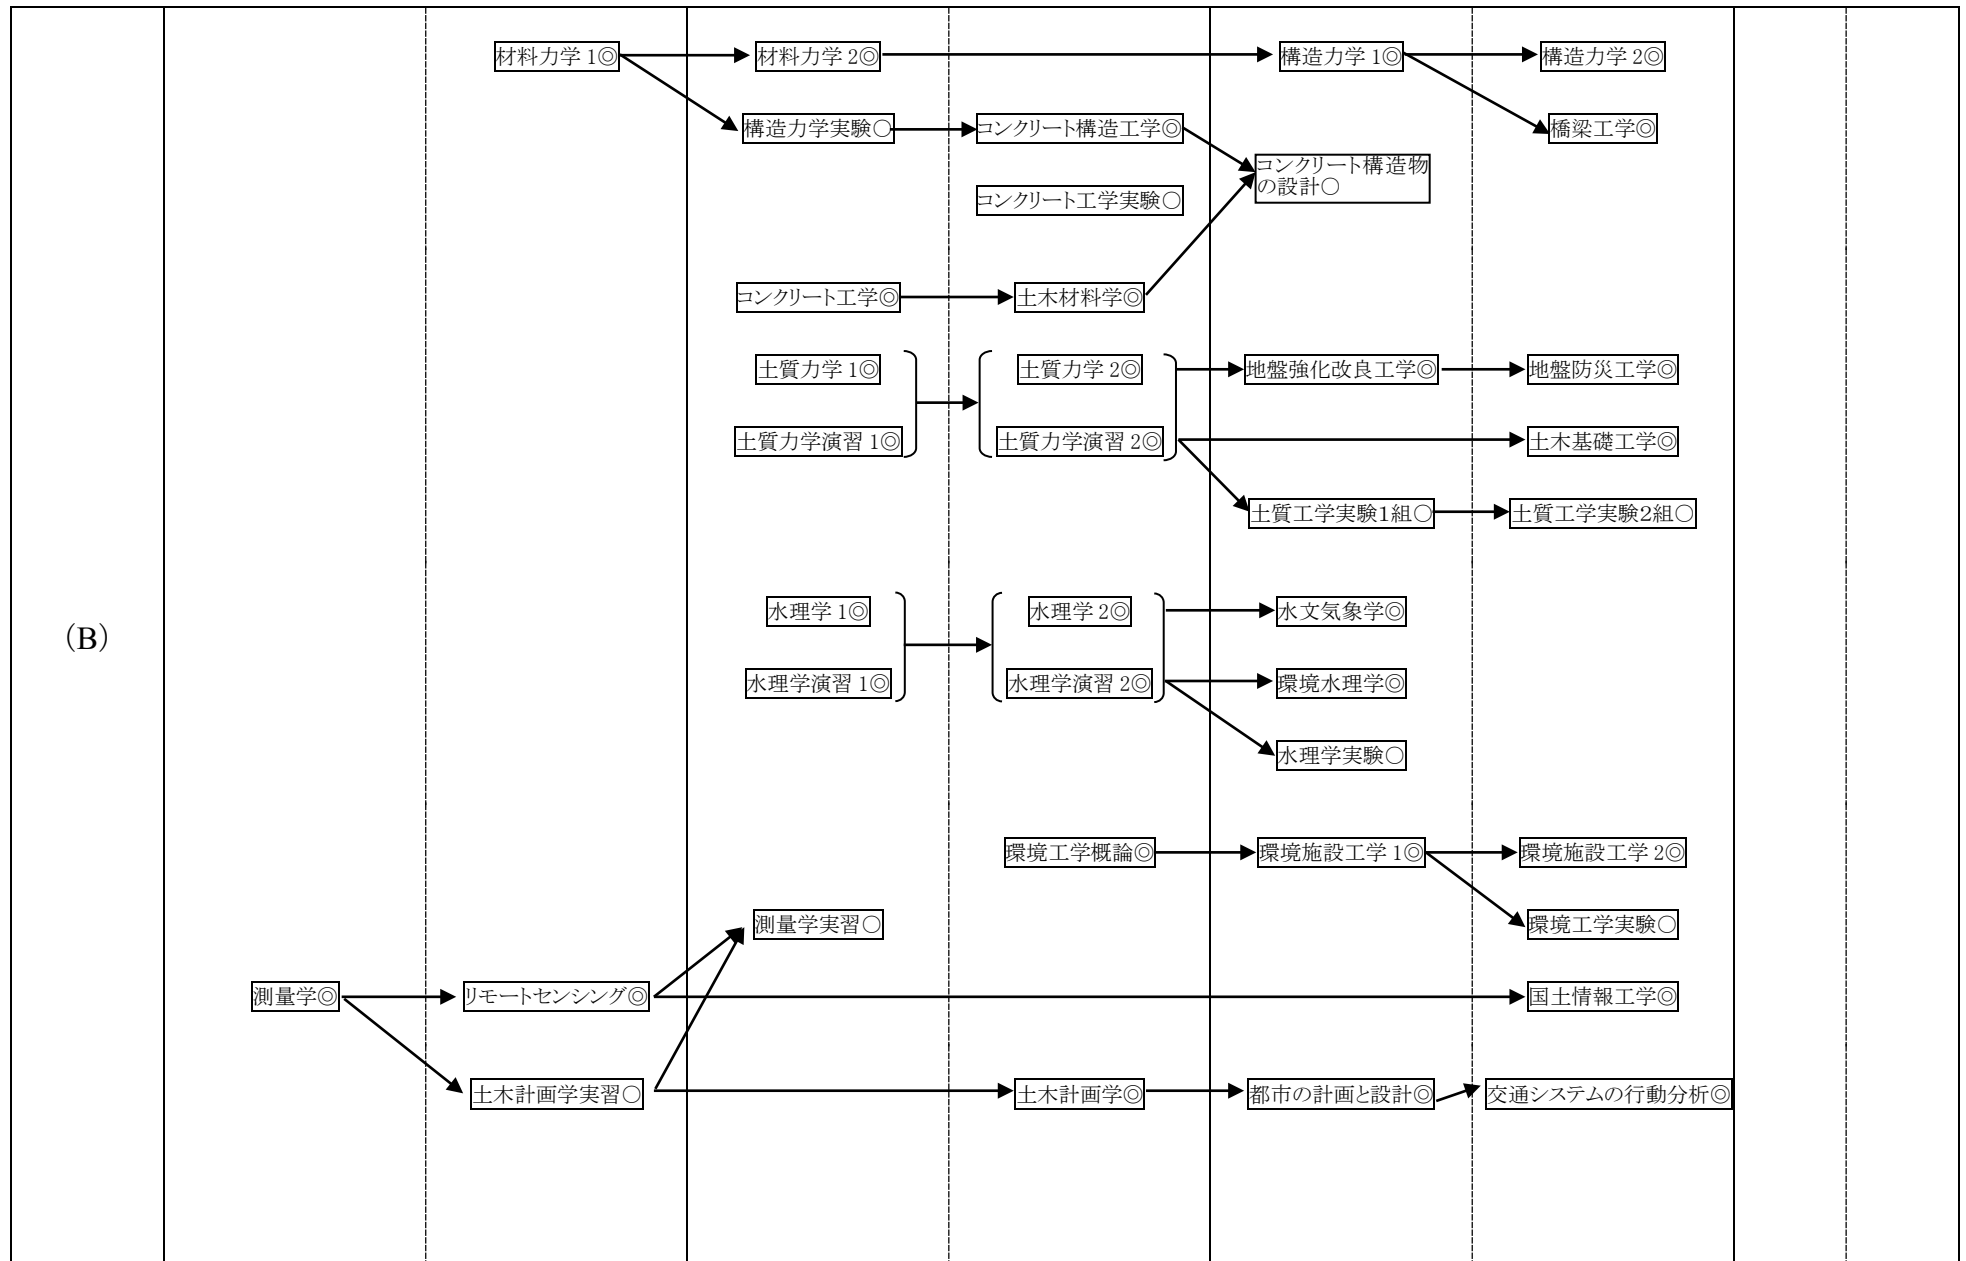 材料力学 1◎
材料力学 2◎
構造力学 1◎
構造力学 2◎
構造力学実験○
コンクリート構造工学◎
橋梁工学◎
コンクリート構造物
の設計○
コンクリート工学実験○
コンクリート工学◎
土木材料学◎
土質力学 1◎
土質力学 2◎
地盤強化改良工学◎
地盤防災工学◎
土質力学演習 1◎
土質力学演習 2◎
土木基礎工学◎
土質工学実験1組○
土質工学実験2組○
水理学 1◎
水理学 2◎
水文気象学◎
(B)
水理学演習 1◎
水理学演習 2◎
環境水理学◎
水理学実験○
環境工学概論◎
環境施設工学 1◎
環境施設工学 2◎
測量学実習○
環境工学実験○
測量学◎
リモートセンシング◎
国土情報工学◎
土木計画学実習○
土木計画学◎
都市の計画と設計◎
交通システムの行動分析◎